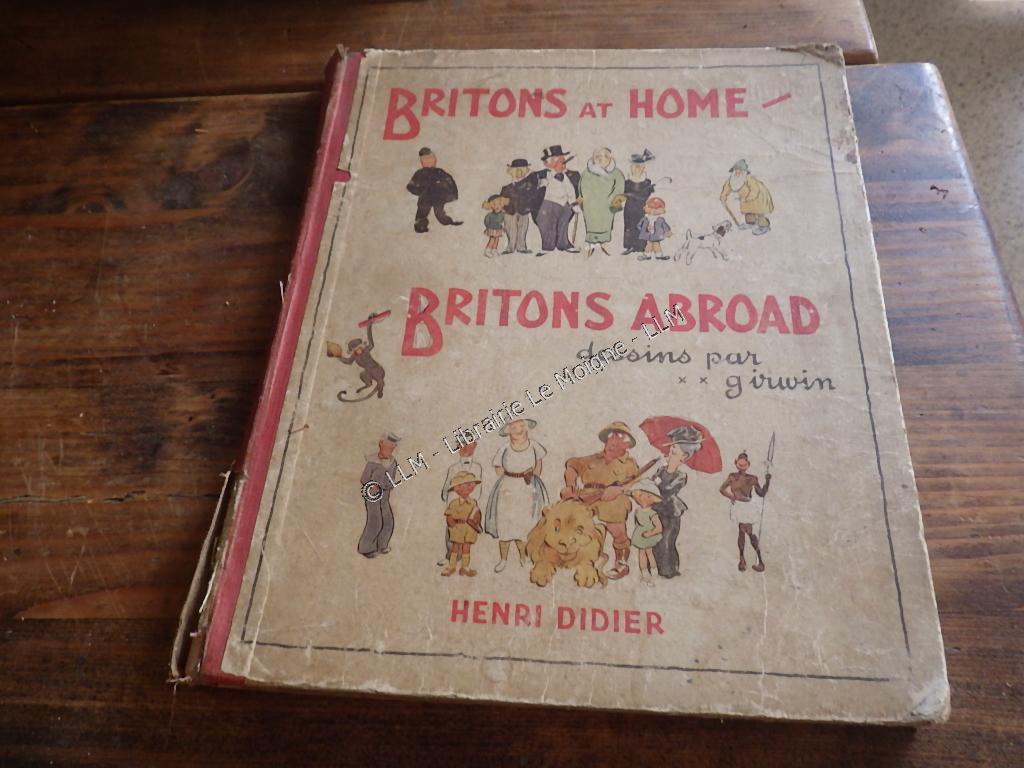 BRITONS AT HOME –
BRITONS ABROAD
dessins par
girwin
© LLM - Librairie Le Moigne - LLM
HENRI DIDIER